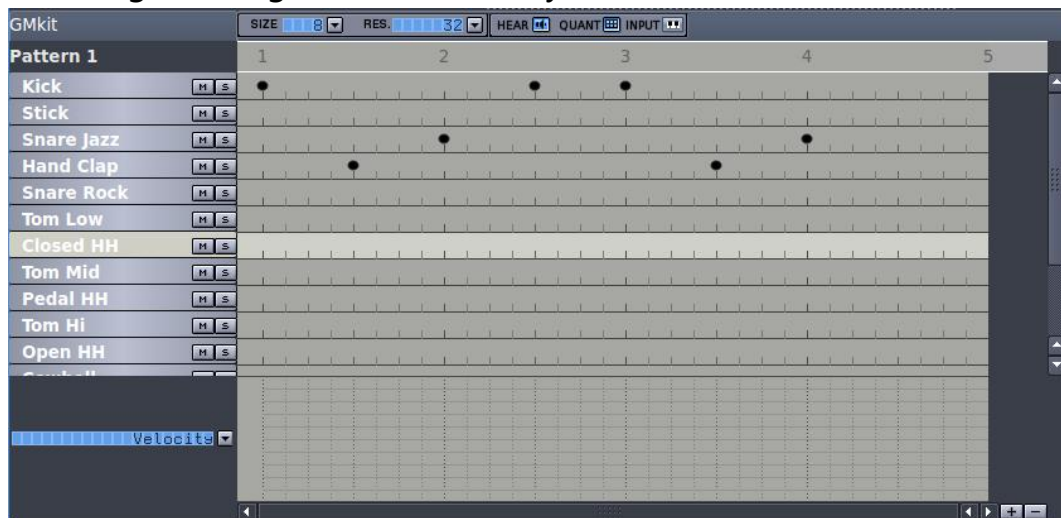 GMkit
SIZE 8 RES. 32 HEAR QUANT INPUT
Pattern 1 1 2 3 4 5
Kick M S
Stick M S
Snare Jazz M S
Hand Clap M S
Snare Rock M S
Tom Low M S
Closed HH M S
Tom Mid M S
Pedal HH M S
Tom Hi M S
Open HH M S
Velocity